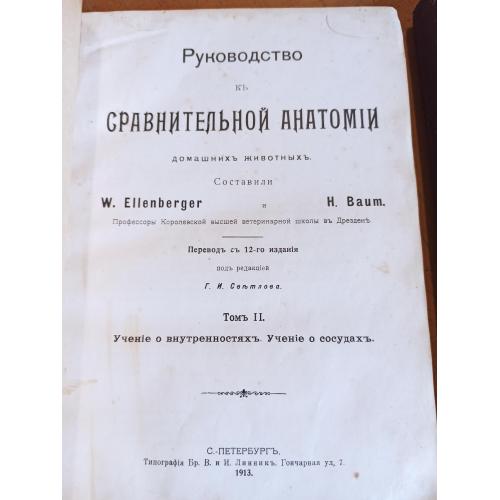 Руководство
къ
СРАВНИТЕЛЬНОЙ АНАТОМІИ
домашнихъ животныхъ.
Составили
W. Ellenberger и H. Baum.
Профессоры Королевской высшей ветеринарной школы въ Дрезденѣ
Переводъ съ 12-го изданія
подъ редакціей
Г. И. Свѣтлова.
Томъ II.
Ученіе о внутренностяхъ. Ученіе о сосудахъ.
С.-ПЕТЕРБУРГЪ.
Типографія Бр. В. и И. Линникъ. Гончарная ул., 7.
1913.